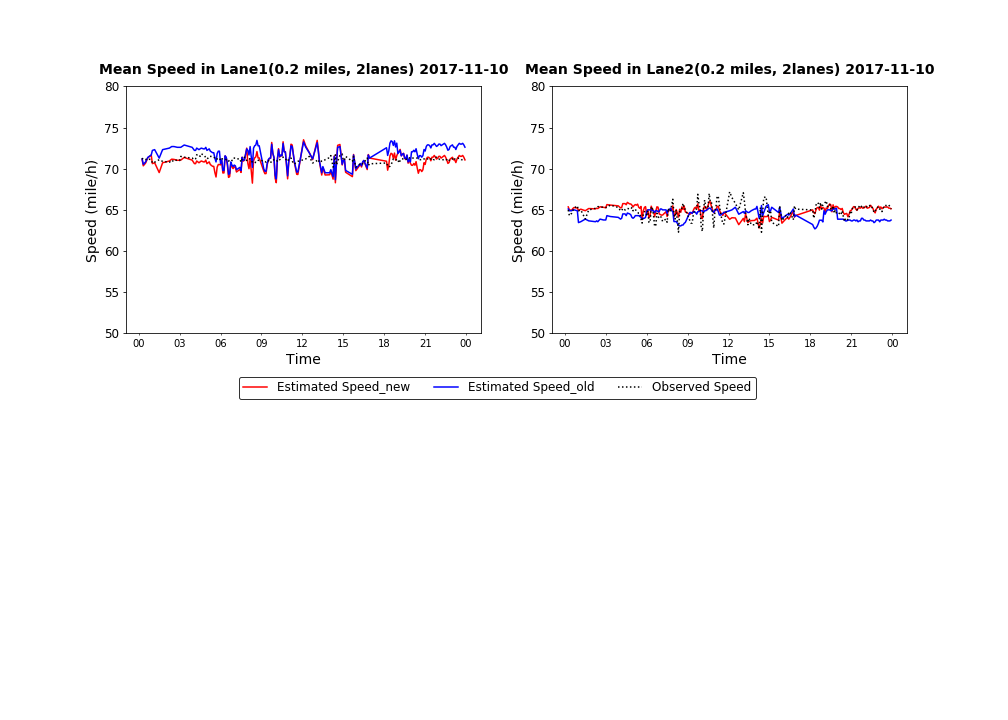 Mean Speed in Lane1(0.2 miles, 2lanes) 2017-11-10
80
75
70
65
60
55
50
Speed (mile/h)
00 03 06 09 12 15 18 21 00
Time
Mean Speed in Lane2(0.2 miles, 2lanes) 2017-11-10
80
75
70
65
60
55
50
Speed (mile/h)
00 03 06 09 12 15 18 21 00
Time
Estimated Speed_new Estimated Speed_old Observed Speed